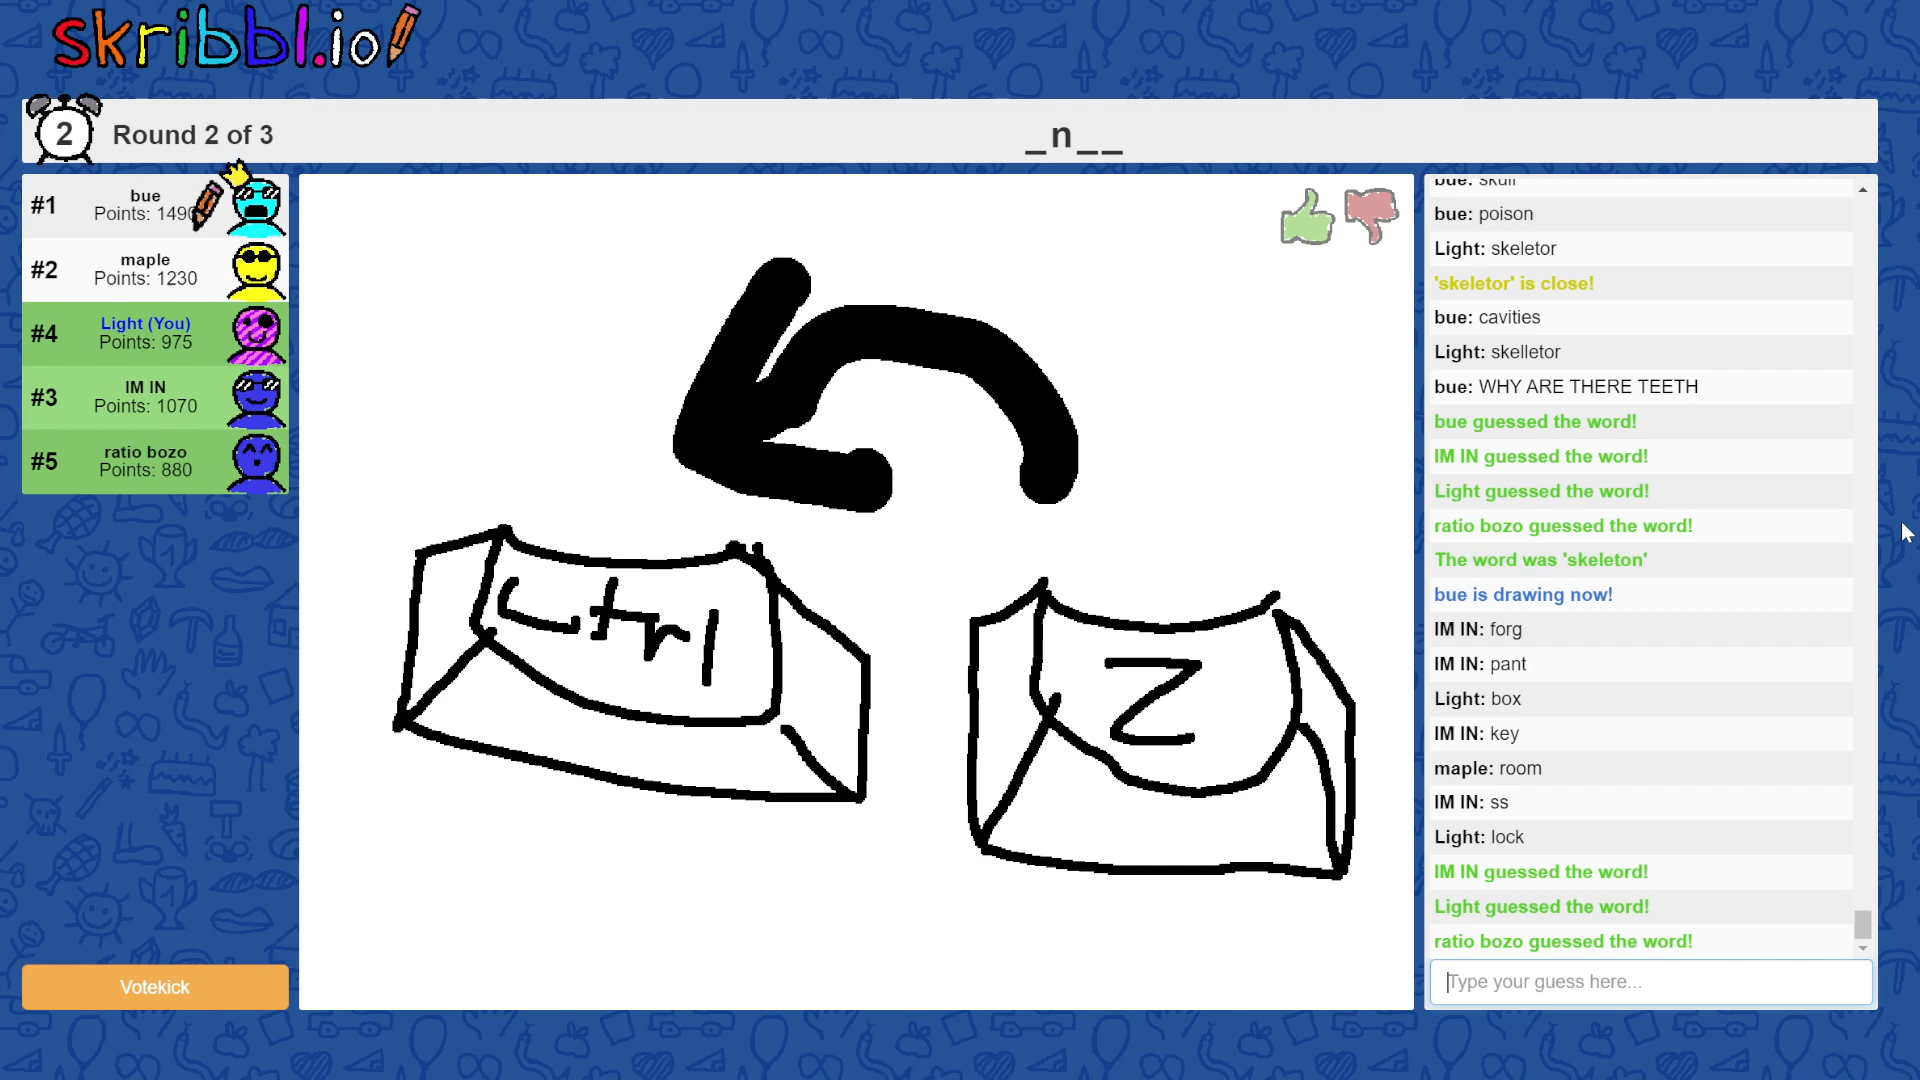 skribbl.io
2
Round 2 of 3
_n__
#1
bue
Points: 1490
#2
maple
Points: 1230
#4
Light (You)
Points: 975
#3
IM IN
Points: 1070
#5
ratio bozo
Points: 880
Votekick
Ctrl
Z
bue: skull
bue: poison
Light: skeletor
'skeletor' is close!
bue: cavities
Light: skelletor
bue: WHY ARE THERE TEETH
bue guessed the word!
IM IN guessed the word!
Light guessed the word!
ratio bozo guessed the word!
The word was 'skeleton'
bue is drawing now!
IM IN: forg
IM IN: pant
Light: box
IM IN: key
maple: room
IM IN: ss
Light: lock
IM IN guessed the word!
Light guessed the word!
ratio bozo guessed the word!
Type your guess here...